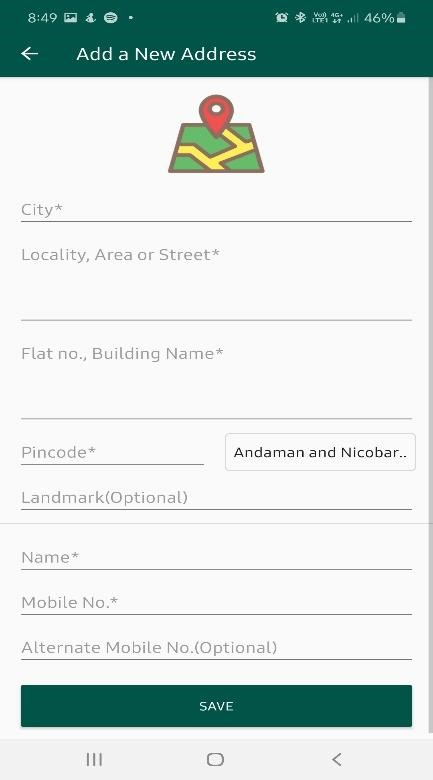 8:49
46%
Add a New Address
City*
Locality, Area or Street*
Flat no., Building Name*
Pincode*
Andaman and Nicobar..
Landmark(Optional)
Name*
Mobile No.*
Alternate Mobile No.(Optional)
SAVE